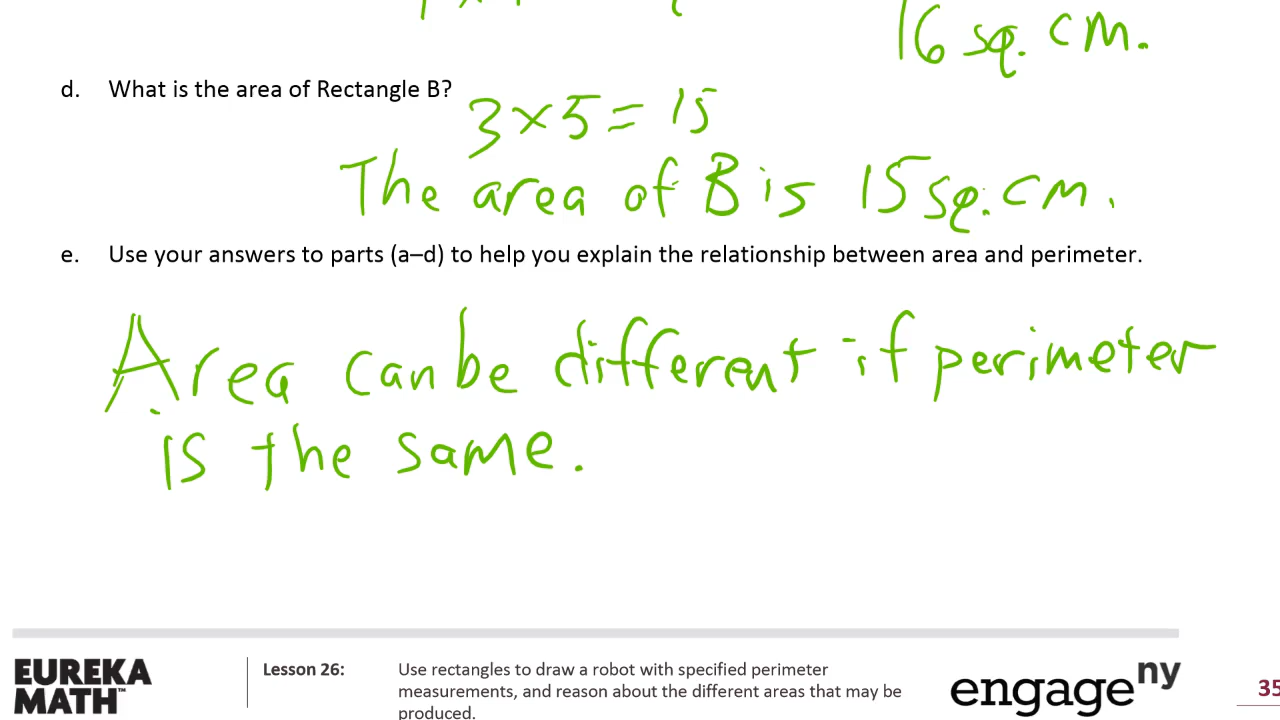 16 sq. cm.
d. What is the area of Rectangle B?
3 × 5 = 15
The area of B is 15 sq. cm.
e. Use your answers to parts (a–d) to help you explain the relationship between area and perimeter.
Area can be different if perimeter
is the same.
EUREKA
MATH™
Lesson 26:
Use rectangles to draw a robot with specified perimeter
measurements, and reason about the different areas that may be
produced.
engage ny
35